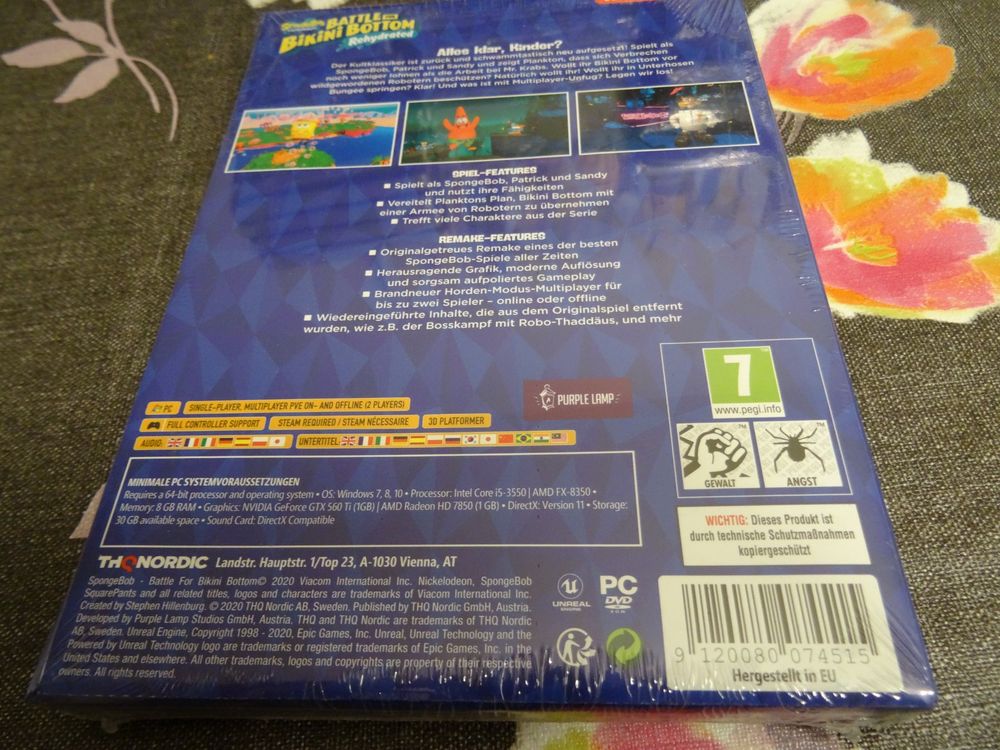 BATTLE FOR
BIKINI BOTTOM
Rehydrated
Alles klar, Kinder?
Der Kultklassiker ist zurück und schwammtastisch neu aufgesetzt! Spielt als
SpongeBob, Patrick und Sandy und zeigt Plankton, dass sich Verbrechen
noch weniger lohnen als die Arbeit bei Mr. Krabs. Wollt ihr Bikini Bottom vor
wildgewordenen Robotern beschützen? Natürlich wollt ihr! Wollt ihr in Unterhosen
Bungee springen? Klar! Und was ist mit Multiplayer-Unfug? Legen wir los!
SPIEL-FEATURES
■ Spielt als SpongeBob, Patrick und Sandy
und nutzt ihre Fähigkeiten
■ Vereitelt Planktons Plan, Bikini Bottom mit
einer Armee von Robotern zu übernehmen
■ Trefft viele Charaktere aus der Serie
REMAKE-FEATURES
■ Originalgetreues Remake eines der besten
SpongeBob-Spiele aller Zeiten
■ Herausragende Grafik, moderne Auflösung
und sorgsam aufpoliertes Gameplay
■ Brandneuer Horden-Modus-Multiplayer für
bis zu zwei Spieler – online oder offline
■ Wiedereingeführte Inhalte, die aus dem Originalspiel entfernt
wurden, wie z.B. der Bosskampf mit Robo-Thaddäus, und mehr
7
www.pegi.info
GEWALT
ANGST
PURPLE LAMP
PC
SINGLE-PLAYER, MULTIPLAYER PVE ON- AND OFFLINE (2 PLAYERS)
FULL CONTROLLER SUPPORT
STEAM REQUIRED / STEAM NÉCESSAIRE
3D PLATFORMER
AUDIO:
UNTERTITEL:
MINIMALE PC SYSTEMVORAUSSETZUNGEN
Requires a 64-bit processor and operating system • OS: Windows 7, 8, 10 • Processor: Intel Core i5-3550 | AMD FX-8350 •
Memory: 8 GB RAM • Graphics: NVIDIA GeForce GTX 560 Ti (1GB) | AMD Radeon HD 7850 (1 GB) • DirectX: Version 11 • Storage:
30 GB available space • Sound Card: DirectX Compatible
WICHTIG: Dieses Produkt ist
durch technische Schutzmaßnahmen
kopiergeschützt
THQ NORDIC Landstr. Hauptstr. 1/Top 23, A-1030 Vienna, AT
SpongeBob - Battle For Bikini Bottom© 2020 Viacom International Inc. Nickelodeon, SpongeBob
SquarePants and all related titles, logos and characters are trademarks of Viacom International Inc.
Created by Stephen Hillenburg. © 2020 THQ Nordic AB, Sweden. Published by THQ Nordic GmbH, Austria.
Developed by Purple Lamp Studios GmbH, Austria. THQ and THQ Nordic are trademarks of THQ Nordic
AB, Sweden. Unreal Engine, Copyright 1998 - 2020, Epic Games, Inc. Unreal, Unreal Technology and the
Powered by Unreal Technology logo are trademarks or registered trademarks of Epic Games, Inc. in the
United States and elsewhere. All other trademarks, logos and copyrights are property of their respective
owners. All rights reserved.
UNREAL
ENGINE
PC
DVD
ROM
9 120080 074515
Hergestellt in EU